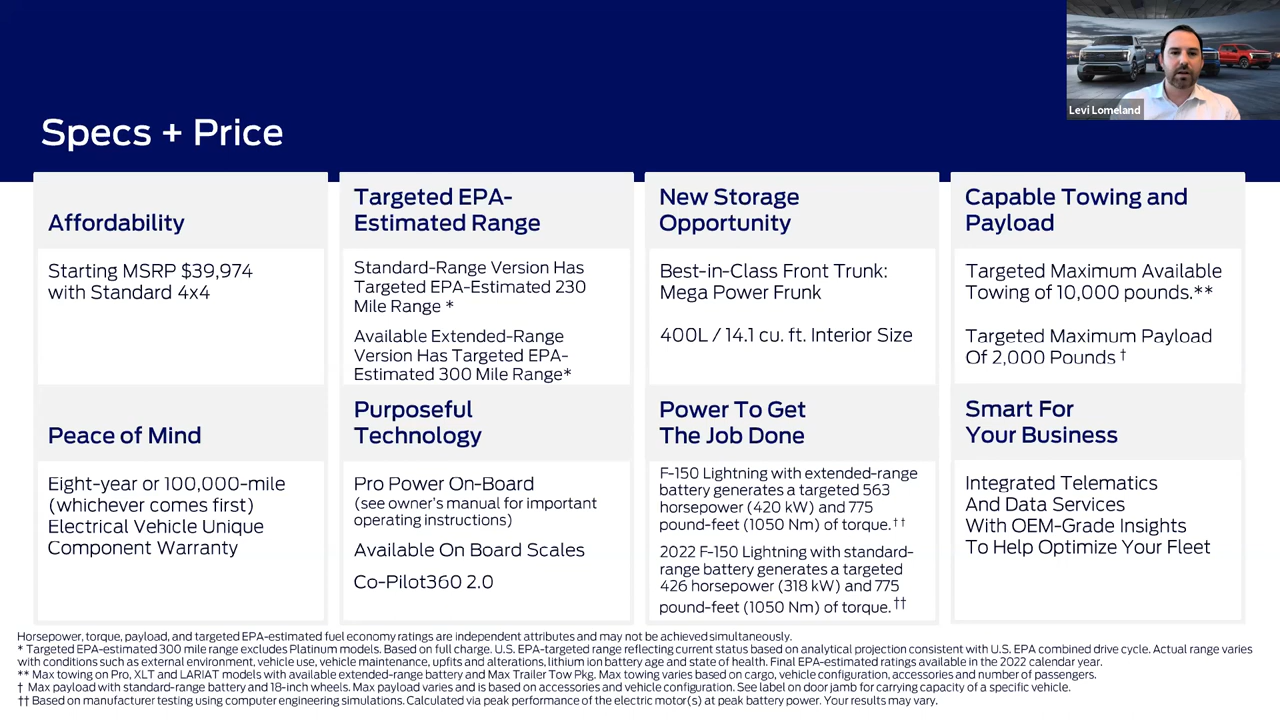 Levi Lomeland
Specs + Price
Affordability
Starting MSRP $39,974
with Standard 4x4
Targeted EPA-
Estimated Range
Standard-Range Version Has
Targeted EPA-Estimated 230
Mile Range *
Available Extended-Range
Version Has Targeted EPA-
Estimated 300 Mile Range*
New Storage
Opportunity
Best-in-Class Front Trunk:
Mega Power Frunk
400L / 14.1 cu. ft. Interior Size
Capable Towing and
Payload
Targeted Maximum Available
Towing of 10,000 pounds.**
Targeted Maximum Payload
Of 2,000 Pounds †
Peace of Mind
Eight-year or 100,000-mile
(whichever comes first)
Electrical Vehicle Unique
Component Warranty
Purposeful
Technology
Pro Power On-Board
(see owner's manual for important
operating instructions)
Available On Board Scales
Co-Pilot360 2.0
Power To Get
The Job Done
F-150 Lightning with extended-range
battery generates a targeted 563
horsepower (420 kW) and 775
pound-feet (1050 Nm) of torque.††
2022 F-150 Lightning with standard-
range battery generates a targeted
426 horsepower (318 kW) and 775
pound-feet (1050 Nm) of torque.††
Smart For
Your Business
Integrated Telematics
And Data Services
With OEM-Grade Insights
To Help Optimize Your Fleet
Horsepower, torque, payload, and targeted EPA-estimated fuel economy ratings are independent attributes and may not be achieved simultaneously.
* Targeted EPA-estimated 300 mile range excludes Platinum models. Based on full charge. U.S. EPA-targeted range reflecting current status based on analytical projection consistent with U.S. EPA combined drive cycle. Actual range varies
with conditions such as external environment, vehicle use, vehicle maintenance, upfits and alterations, lithium ion battery age and state of health. Final EPA-estimated ratings available in the 2022 calendar year.
** Max towing on Pro, XLT and LARIAT models with available extended-range battery and Max Trailer Tow Pkg. Max towing varies based on cargo, vehicle configuration, accessories and number of passengers.
† Max payload with standard-range battery and 18-inch wheels. Max payload varies and is based on accessories and vehicle configuration. See label on door jamb for carrying capacity of a specific vehicle.
†† Based on manufacturer testing using computer engineering simulations. Calculated via peak performance of the electric motor(s) at peak battery power. Your results may vary.